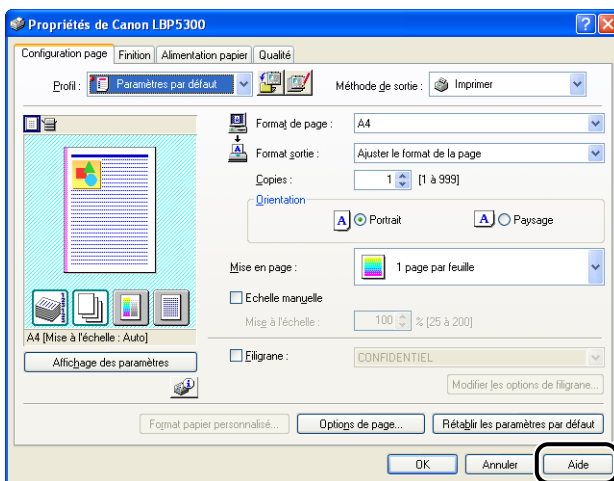 Propriétés de Canon LBP5300
Configuration page Finition Alimentation papier Qualité
Profil : Paramètres par défaut Méthode de sortie : Imprimer
Format de page : A4
Format sortie : Ajuster le format de la page
Copies : 1 [1 à 999]
Orientation
A Portrait A Paysage
Mise en page : 1 page par feuille
Echelle manuelle
Mise à l'échelle : 100 % [25 à 200]
A4 [Mise à l'échelle : Auto]
Affichage des paramètres
Filigrane : CONFIDENTIEL
Modifier les options de filigrane...
Format papier personnalisé... Options de page... Rétablir les paramètres par défaut
OK Annuler Aide